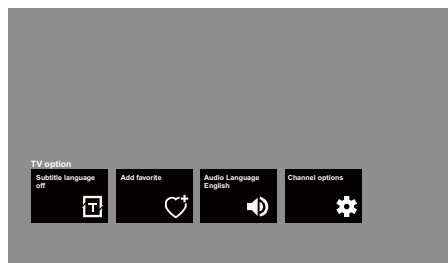 TV option
Subtitle language
off
Add favorite
Audio Language
English
Channel options